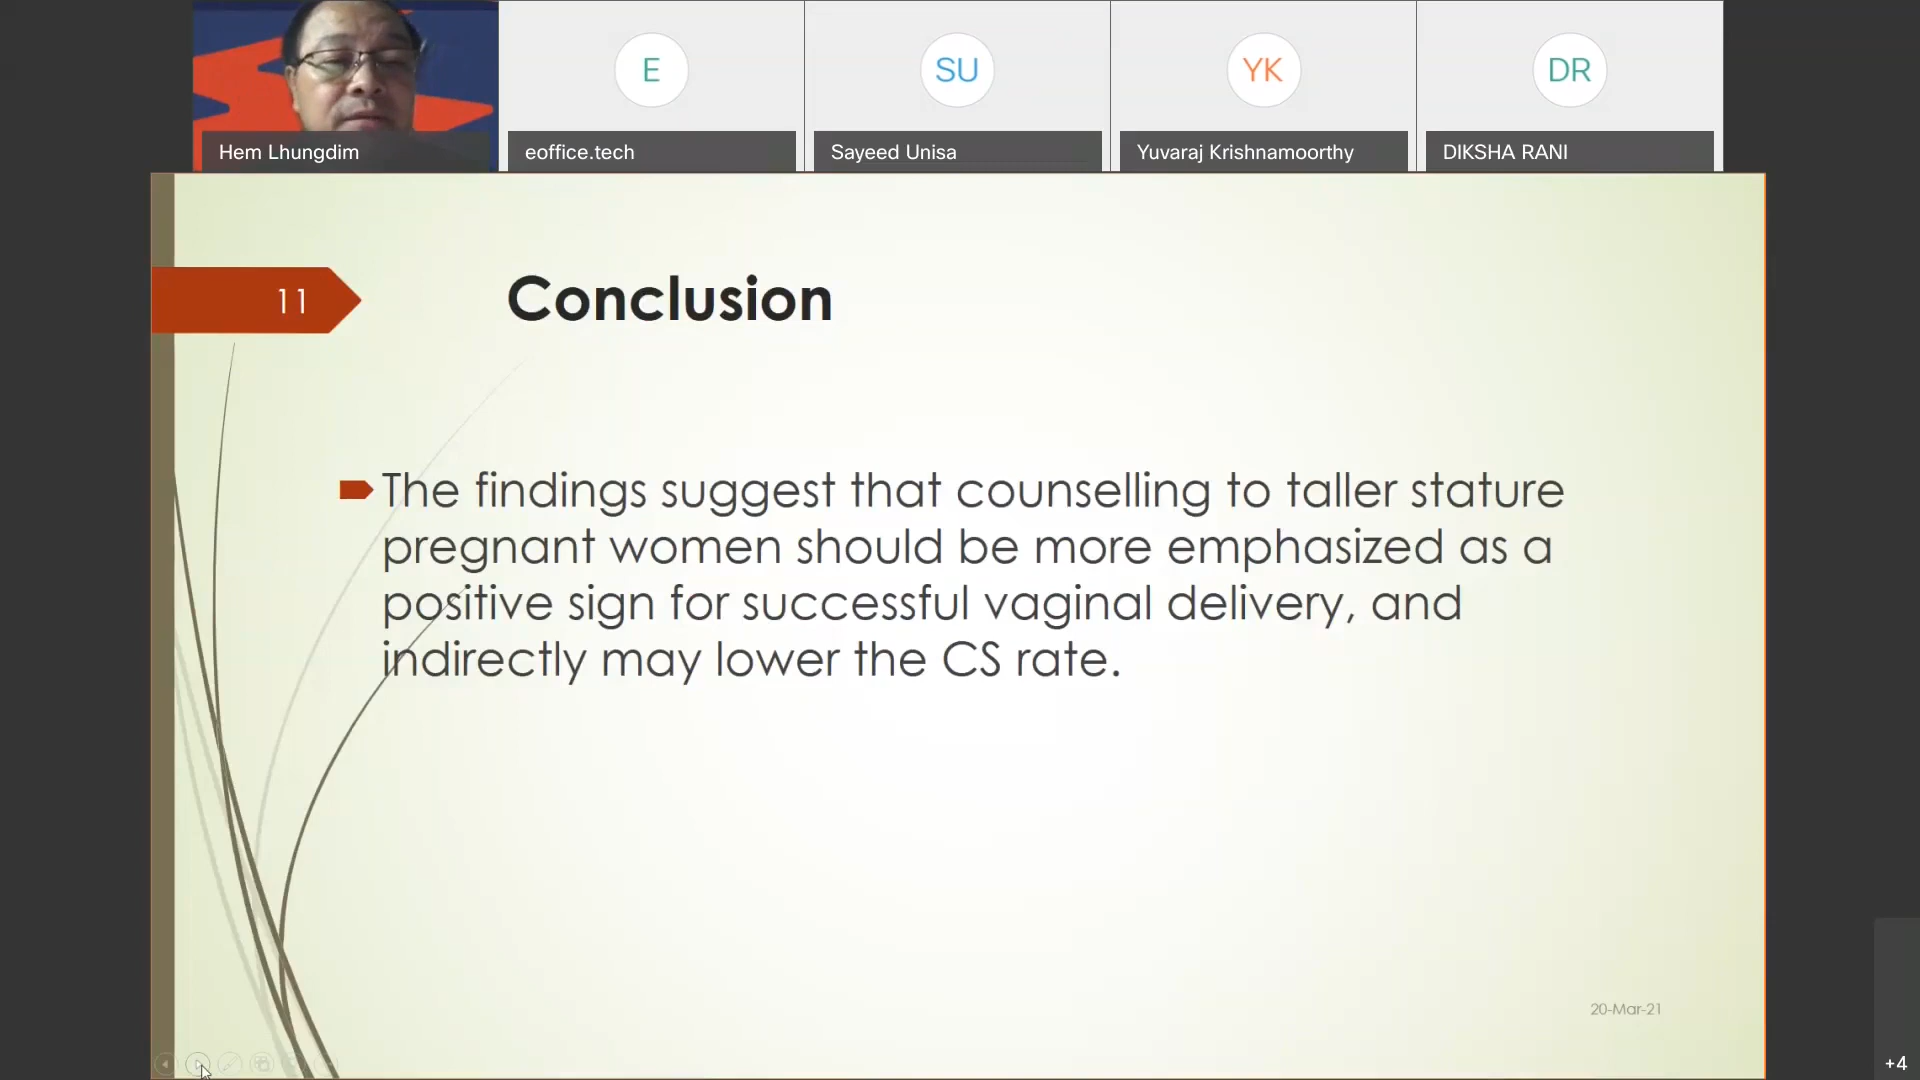 E
SU
YK
DR
Hem Lhungdim
eoffice.tech
Sayeed Unisa
Yuvaraj Krishnamoorthy
DIKSHA RANI
11
Conclusion
The findings suggest that counselling to taller stature
pregnant women should be more emphasized as a
positive sign for successful vaginal delivery, and
indirectly may lower the CS rate.
20-Mar-21
+4